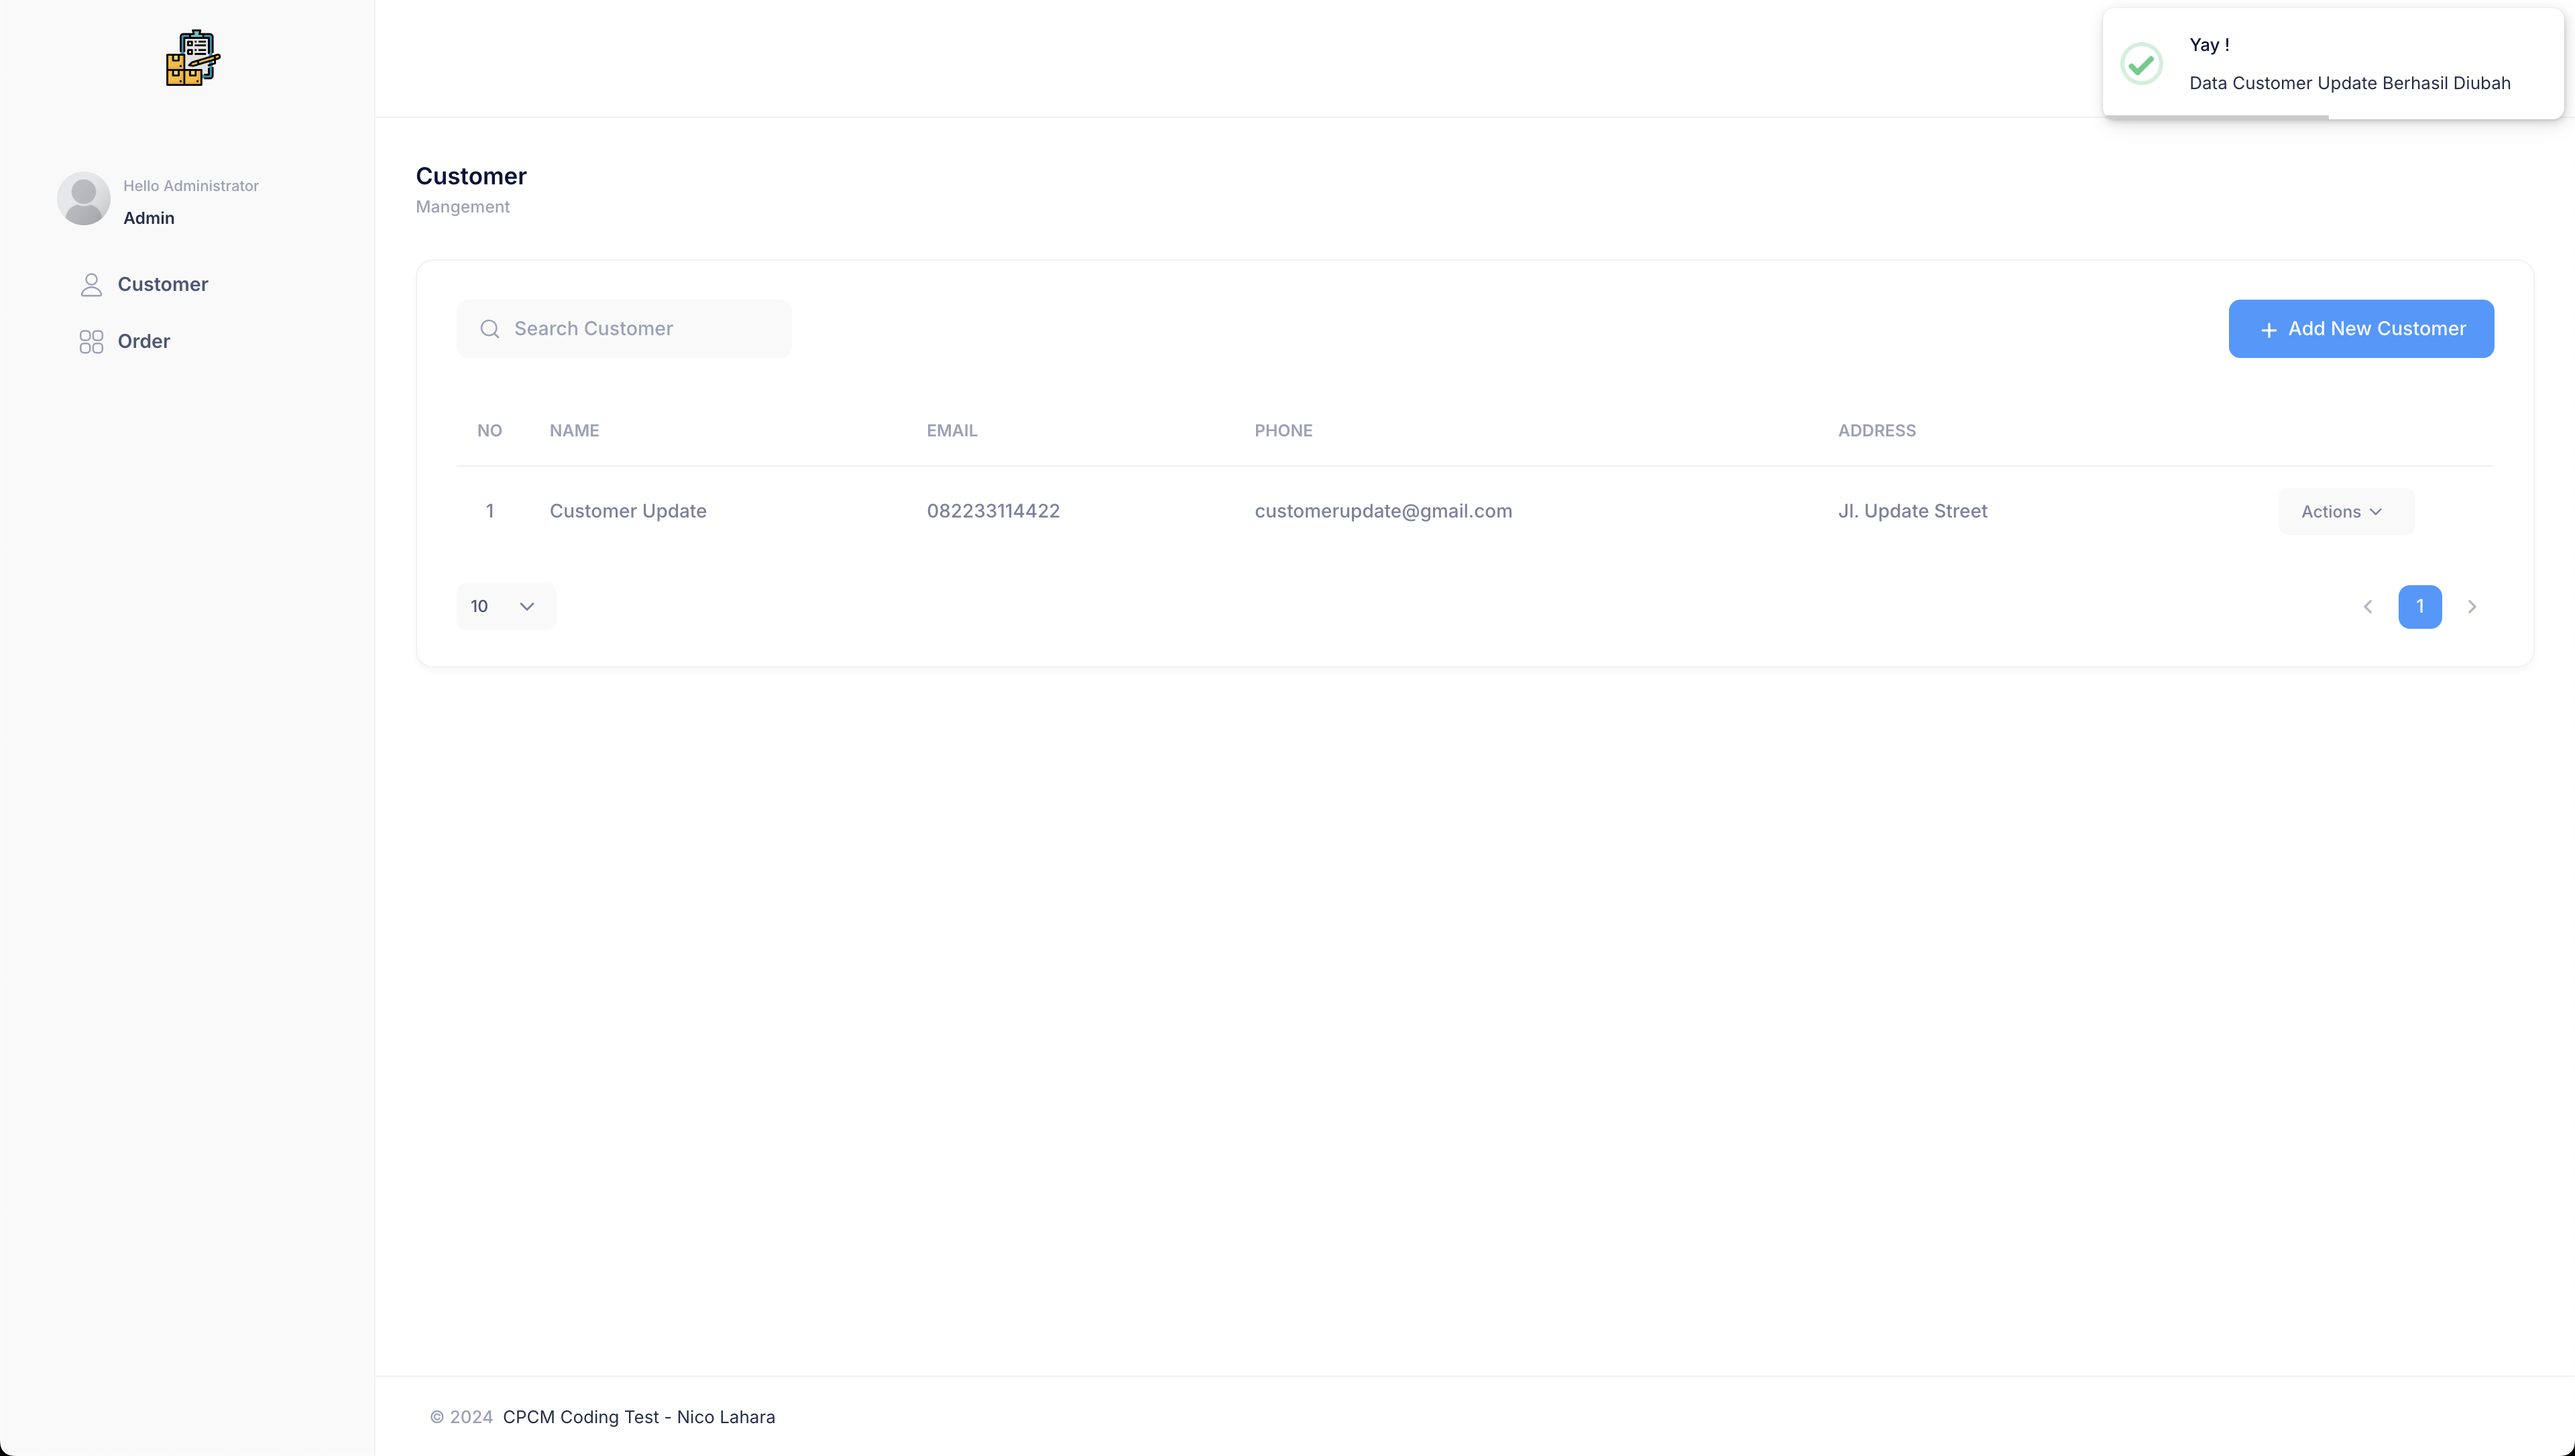 Yay !
Data Customer Update Berhasil Diubah
Hello Administrator
Admin
Customer
Order
Customer
Mangement
Search Customer
Add New Customer
NO NAME EMAIL PHONE ADDRESS
1 Customer Update 082233114422 customerupdate@gmail.com Jl. Update Street Actions
10
1
© 2024 CPCM Coding Test - Nico Lahara